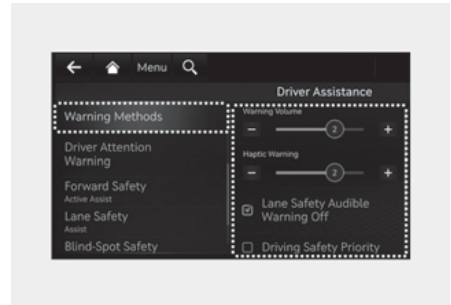 Menu
Driver Assistance
Warning Methods
Driver Attention
Warning
Forward Safety
Active Assist
Lane Safety
Assist
Blind-Spot Safety
Warning Volume
2
Haptic Warning
2
Lane Safety Audible
Warning Off
Driving Safety Priority